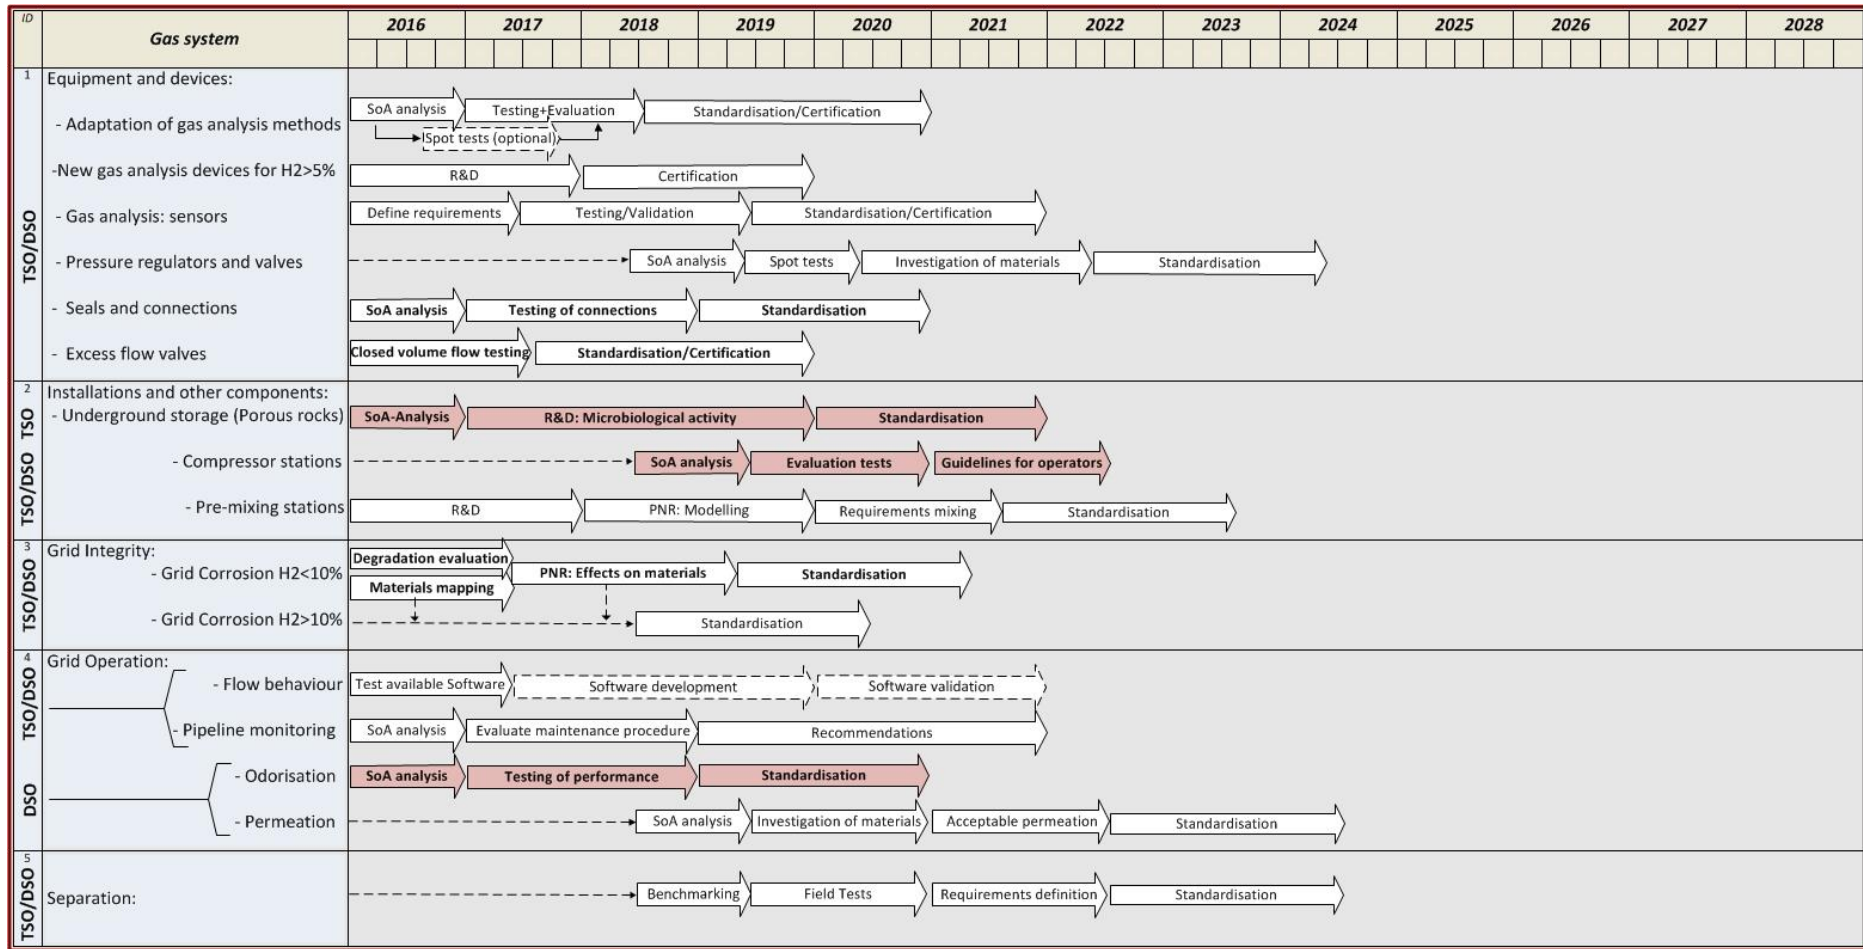 ID
Gas system
2016 2017 2018 2019 2020 2021 2022 2023 2024 2025 2026 2027 2028
1
TSO/DSO
Equipment and devices:
- Adaptation of gas analysis methods
SoA analysis
Testing+Evaluation
Standardisation/Certification
Spot tests (optional)
-New gas analysis devices for H2>5%
R&D
Certification
- Gas analysis: sensors
Define requirements
Testing/Validation
Standardisation/Certification
- Pressure regulators and valves
SoA analysis
Spot tests
Investigation of materials
Standardisation
- Seals and connections
SoA analysis
Testing of connections
Standardisation
- Excess flow valves
Closed volume flow testing
Standardisation/Certification
2
TSO
Installations and other components:
- Underground storage (Porous rocks)
SoA-Analysis
R&D: Microbiological activity
Standardisation
TSO/DSO
- Compressor stations
SoA analysis
Evaluation tests
Guidelines for operators
- Pre-mixing stations
R&D
PNR: Modelling
Requirements mixing
Standardisation
3
TSO/DSO
Grid Integrity:
- Grid Corrosion H2<10%
Degradation evaluation
Materials mapping
PNR: Effects on materials
Standardisation
- Grid Corrosion H2>10%
Standardisation
4
TSO/DSO
Grid Operation:
- Flow behaviour
Test available Software
Software development
Software validation
- Pipeline monitoring
SoA analysis
Evaluate maintenance procedure
Recommendations
DSO
- Odorisation
SoA analysis
Testing of performance
Standardisation
- Permeation
SoA analysis
Investigation of materials
Acceptable permeation
Standardisation
5
TSO/DSO
Separation:
Benchmarking
Field Tests
Requirements definition
Standardisation